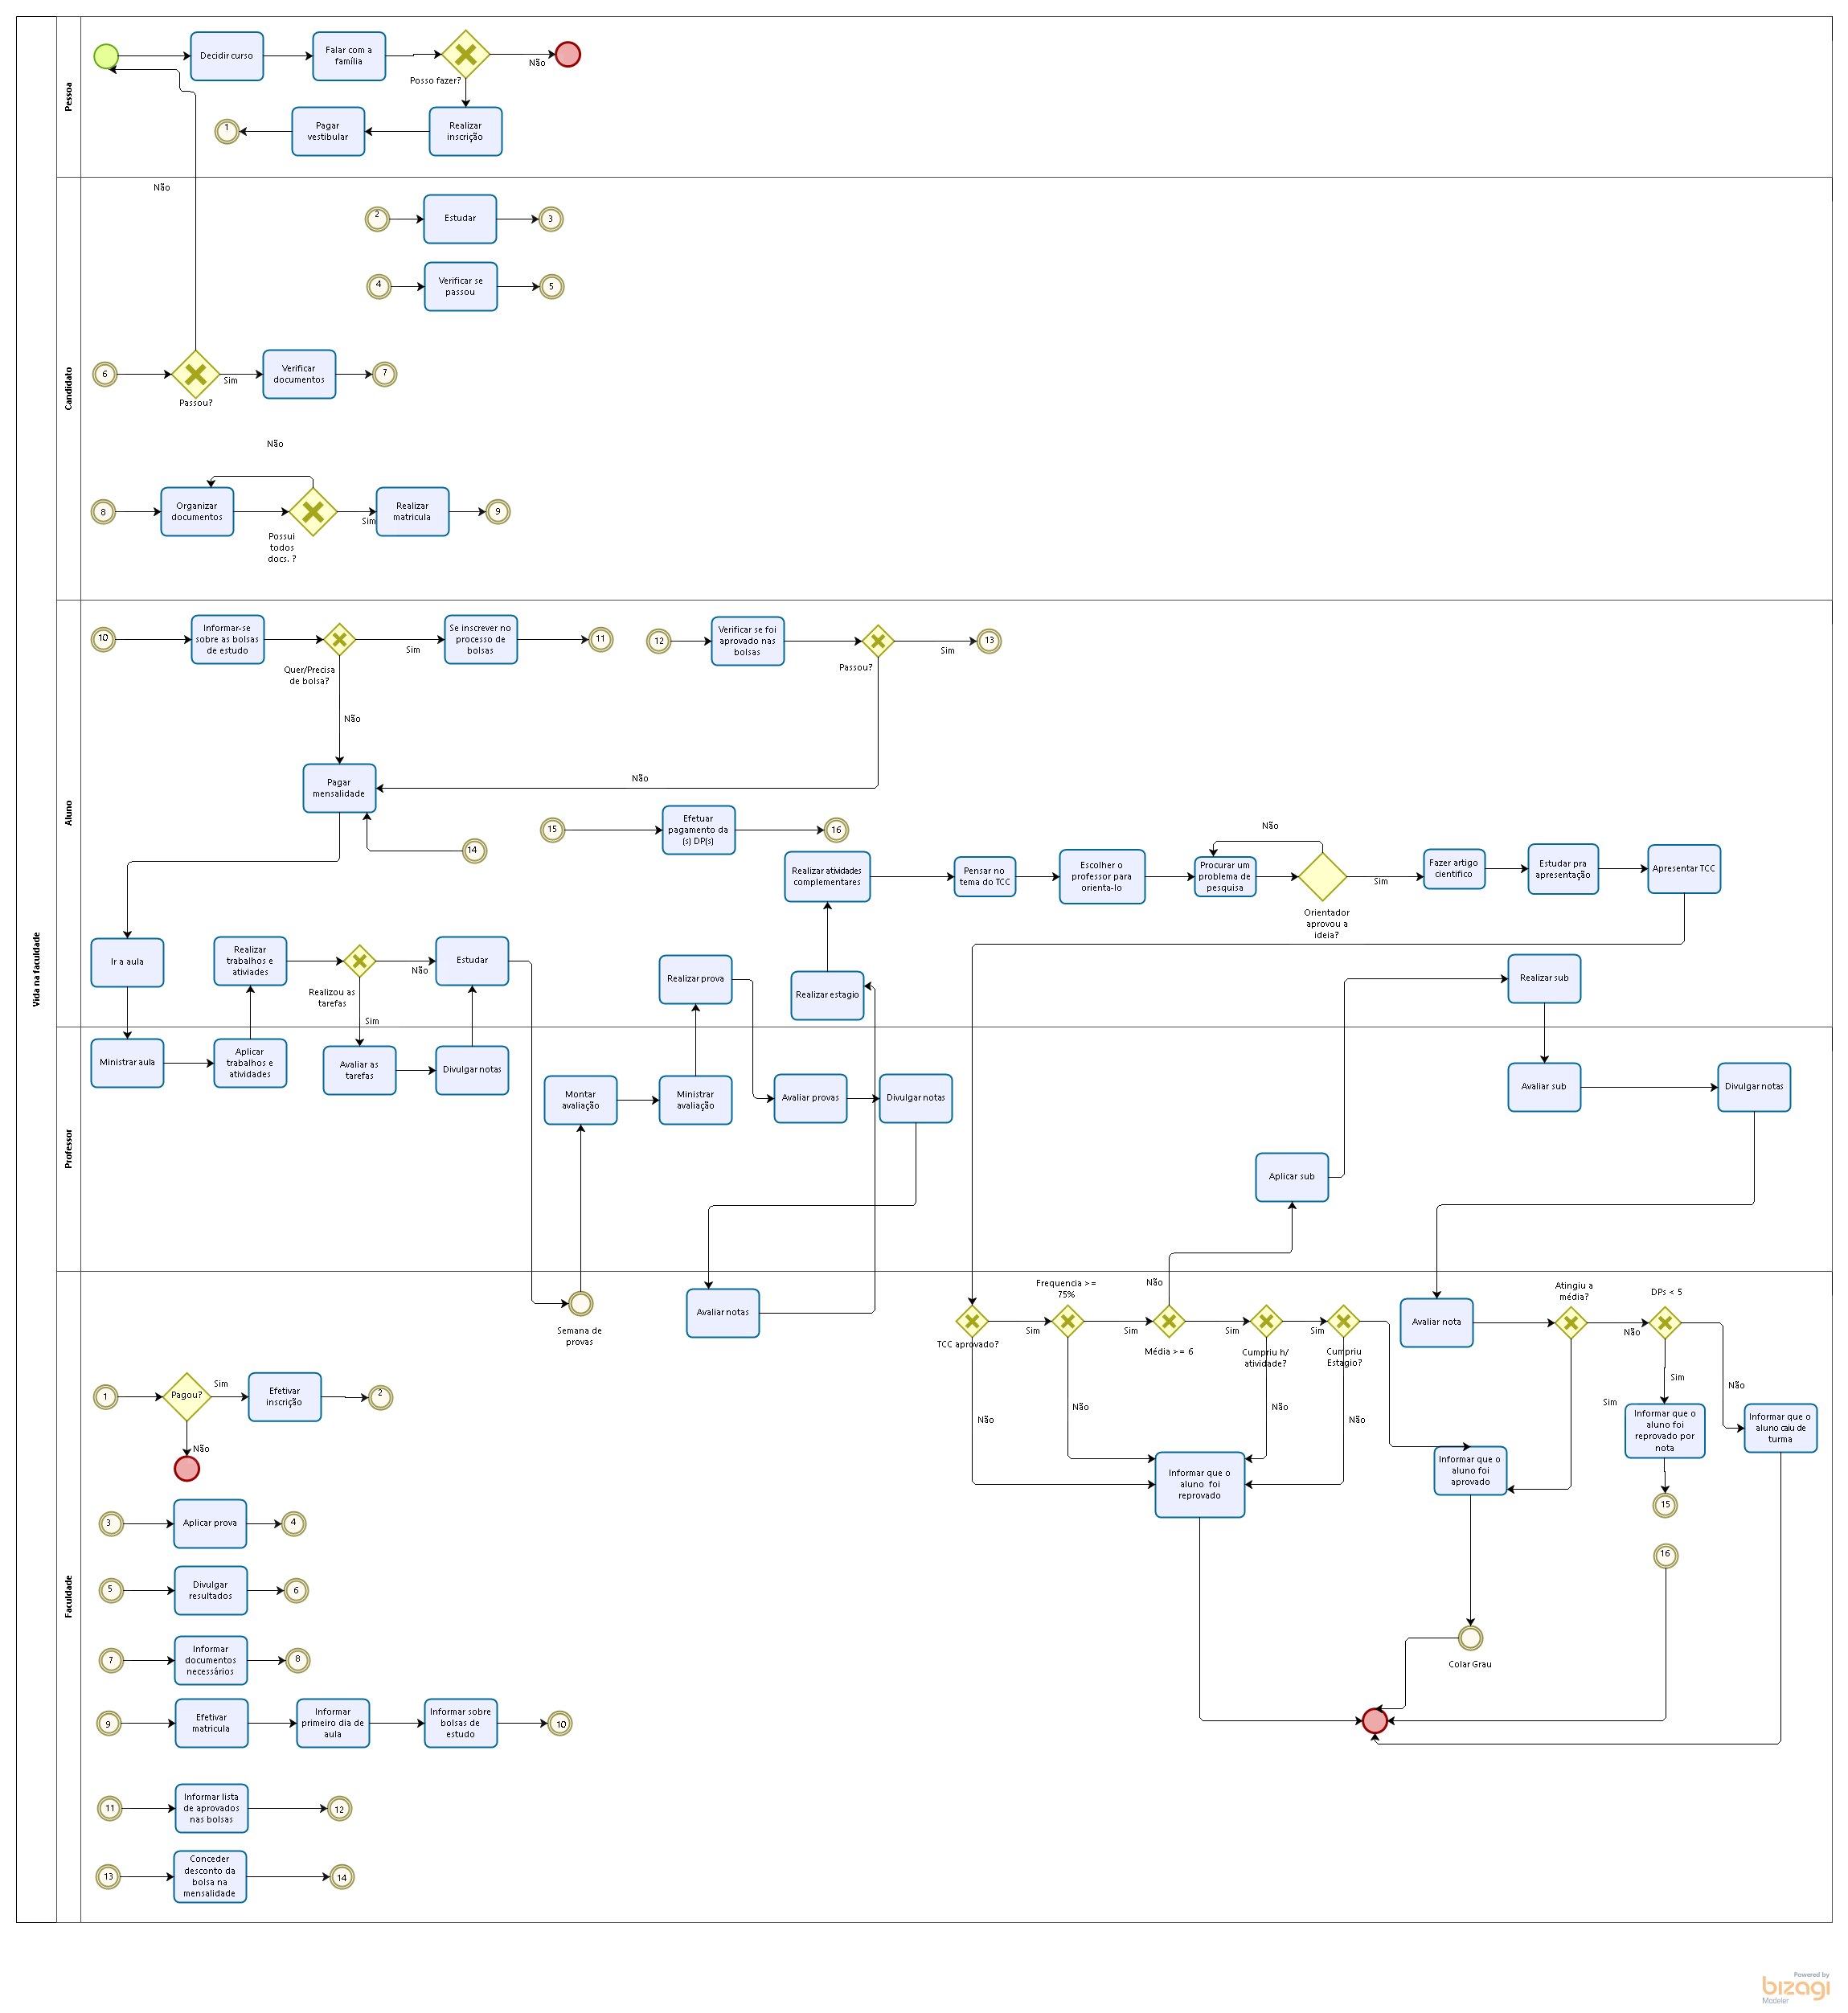 Vida na faculdade
Pessoa
Decidir curso
Falar com a
família
Posso fazer?
Não
1
Pagar
vestibular
Realizar
inscrição
Candidato
Não
2
Estudar
3
4
Verificar se
passou
5
6
Passou?
Sim
Verificar
documentos
7
Não
8
Organizar
documentos
Possui
todos
docs. ?
Sim
Realizar
matricula
9
Aluno
10
Informar-se
sobre as bolsas
de estudo
Quer/Precisa
de bolsa?
Sim
Se inscrever no
processo de
bolsas
11
12
Verificar se foi
aprovado nas
bolsas
Passou?
Sim
13
Não
Pagar
mensalidade
Não
14
15
Efetuar
pagamento da
(s) DP(s)
16
Realizar atividades
complementares
Pensar no
tema do TCC
Escolher o
professor para
orienta-lo
Procurar um
problema de
pesquisa
Não
Orientador
aprovou a
ideia?
Sim
Fazer artigo
cientifico
Estudar pra
apresentação
Apresentar TCC
Ir a aula
Realizar
trabalhos e
ativiades
Realizou as
tarefas
Não
Sim
Estudar
Realizar prova
Realizar estagio
Realizar sub
Professor
Ministrar aula
Aplicar
trabalhos e
atividades
Avaliar as
tarefas
Divulgar notas
Montar
avaliação
Ministrar
avaliação
Avaliar provas
Divulgar notas
Aplicar sub
Avaliar sub
Divulgar notas
Faculdade
Semana de
provas
Avaliar notas
TCC aprovado?
Sim
Não
Frequencia >=
75%
Sim
Não
Não
Média >= 6
Sim
Cumpriu h/
atividade?
Sim
Não
Cumpriu
Estagio?
Não
Avaliar nota
Atingiu a
média?
Não
Sim
DPs < 5
Sim
Não
Informar que o
aluno foi
reprovado
Informar que o
aluno foi
aprovado
Informar que o
aluno foi
reprovado por
nota
Informar que o
aluno caiu de
turma
15
16
Colar Grau
1
Pagou?
Sim
Não
Efetivar
inscrição
2
3
Aplicar prova
4
5
Divulgar
resultados
6
7
Informar
documentos
necessários
8
9
Efetivar
matricula
Informar
primeiro dia de
aula
Informar sobre
bolsas de
estudo
10
11
Informar lista
de aprovados
nas bolsas
12
13
Conceder
desconto da
bolsa na
mensalidade
14
Powered by
bizagi
Modeler